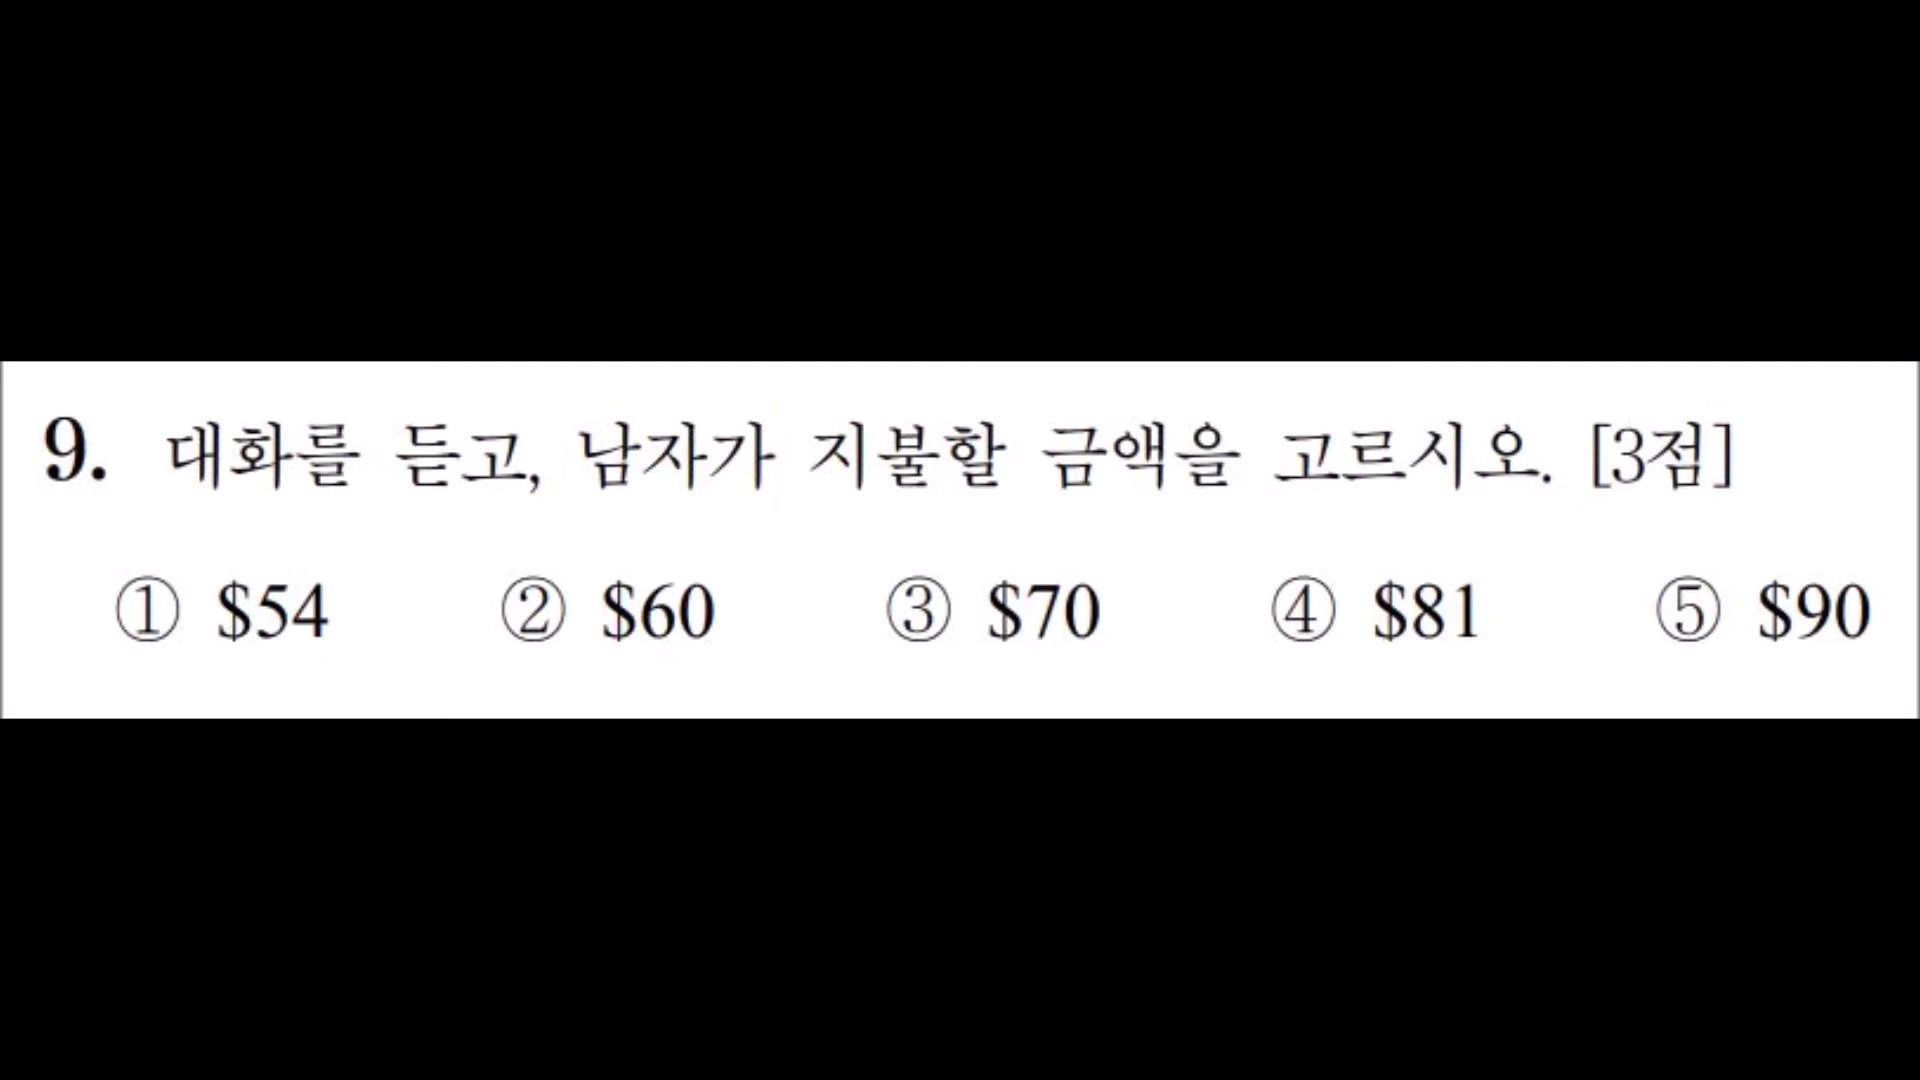 9. 대화를 듣고, 남자가 지불할 금액을 고르시오. [3점]
① $54 ② $60 ③ $70 ④ $81 ⑤ $90